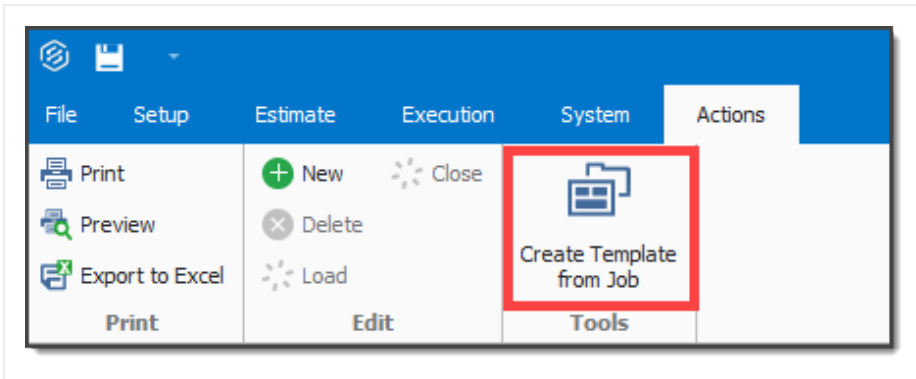 File Setup Estimate Execution System Actions
Print New Close
Preview Delete
Export to Excel Load
Create Template
from Job
Print Edit Tools